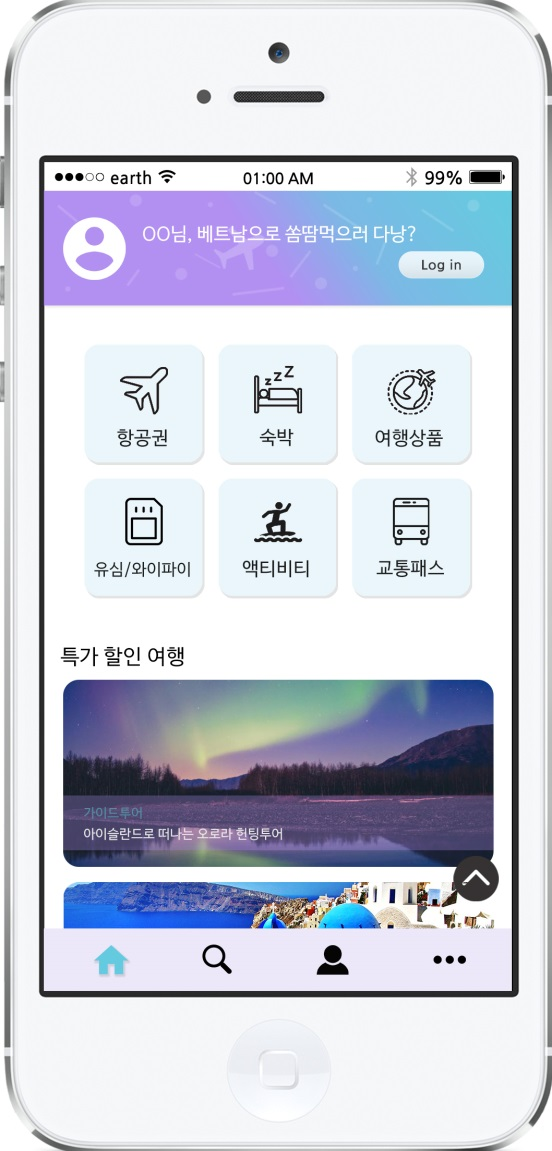 earth 01:00 AM 99%
OO님, 베트남으로 쏨땀먹으러 다낭?
Log in
항공권 숙박 여행상품
유심/와이파이 액티비티 교통패스
특가 할인 여행
가이드투어
아이슬란드로 떠나는 오로라 헌팅투어